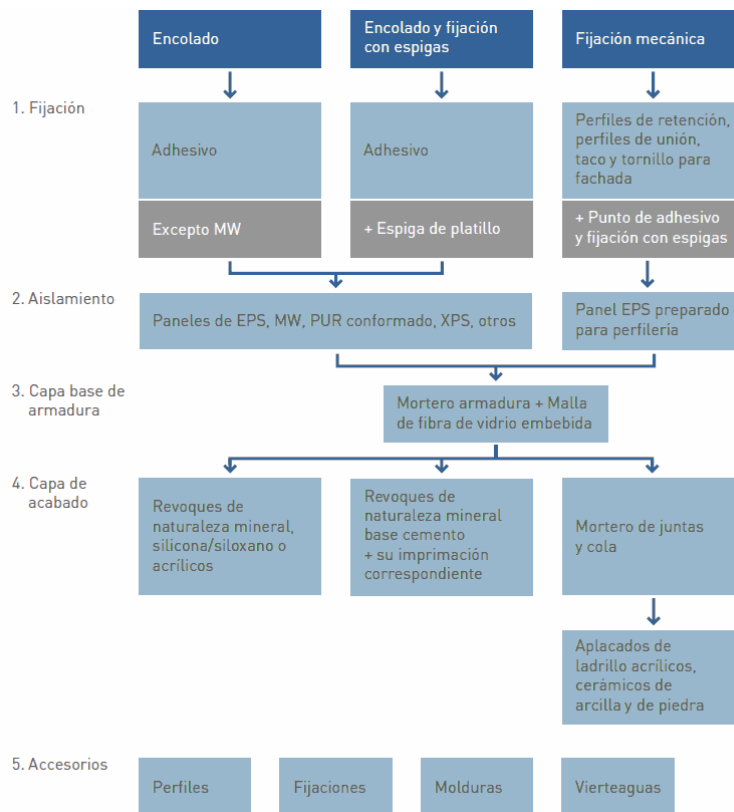 Encolado
Encolado y fijación
con espigas
Fijación mecánica
1. Fijación
Adhesivo
Adhesivo
Perfiles de retención,
perfiles de unión,
taco y tornillo para
fachada
Excepto MW
+ Espiga de platillo
+ Punto de adhesivo
y fijación con espigas
2. Aislamiento
Paneles de EPS, MW, PUR conformado, XPS, otros
Panel EPS preparado
para perfilería
3. Capa base de
armadura
Mortero armadura + Malla
de fibra de vidrio embebida
4. Capa de
acabado
Revoques de
naturaleza mineral,
silicona/siloxano o
acrílicos
Revoques de
naturaleza mineral
base cemento
+ su imprimación
correspondiente
Mortero de juntas
y cola
Aplacados de
ladrillo acrílicos,
cerámicos de
arcilla y de piedra
5. Accesorios
Perfiles
Fijaciones
Molduras
Vierteaguas